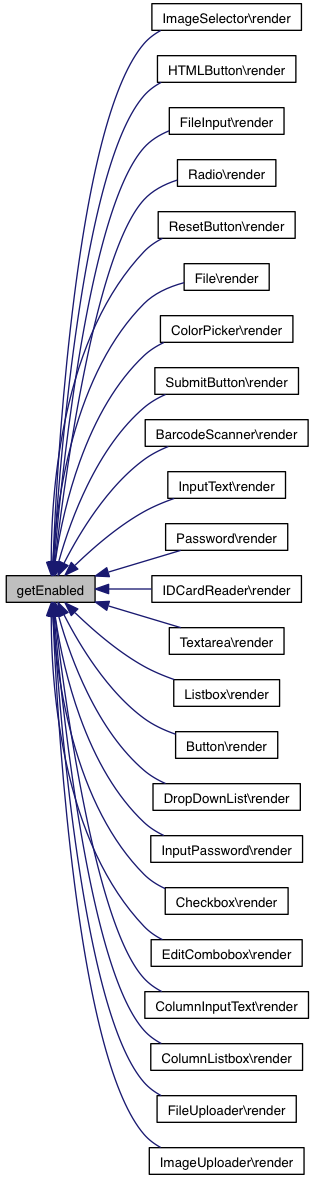 ImageSelector\render
HTMLButton\render
FileInput\render
Radio\render
ResetButton\render
File\render
ColorPicker\render
SubmitButton\render
BarcodeScanner\render
InputText\render
Password\render
getEnabled
IDCardReader\render
Textarea\render
Listbox\render
Button\render
DropDownList\render
InputPassword\render
Checkbox\render
EditCombobox\render
ColumnInputText\render
ColumnListbox\render
FileUploader\render
ImageUploader\render